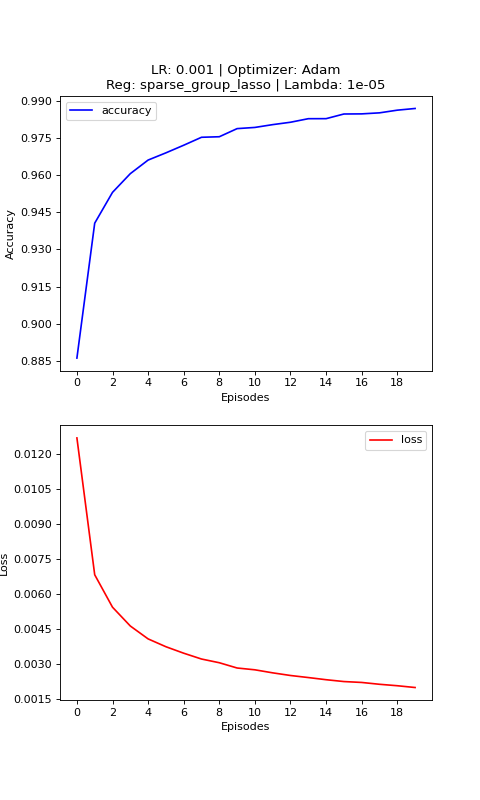 LR: 0.001 | Optimizer: Adam
Reg: sparse_group_lasso | Lambda: 1e-05
accuracy
0.990
0.975
0.960
0.945
0.930
0.915
0.900
0.885
Accuracy
0 2 4 6 8 10 12 14 16 18
Episodes
loss
0.0120
0.0105
0.0090
0.0075
0.0060
0.0045
0.0030
0.0015
Loss
0 2 4 6 8 10 12 14 16 18
Episodes